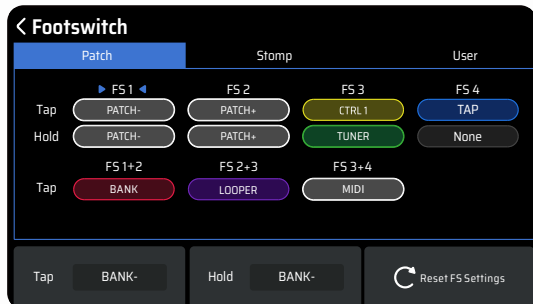 < Footswitch
Patch Stomp User
FS 1 FS 2 FS 3 FS 4
Tap PATCH- PATCH+ CTRL 1 TAP
Hold PATCH- PATCH+ TUNER None
FS 1+2 FS 2+3 FS 3+4
Tap BANK LOOPER MIDI
Tap BANK- Hold BANK- Reset FS Settings